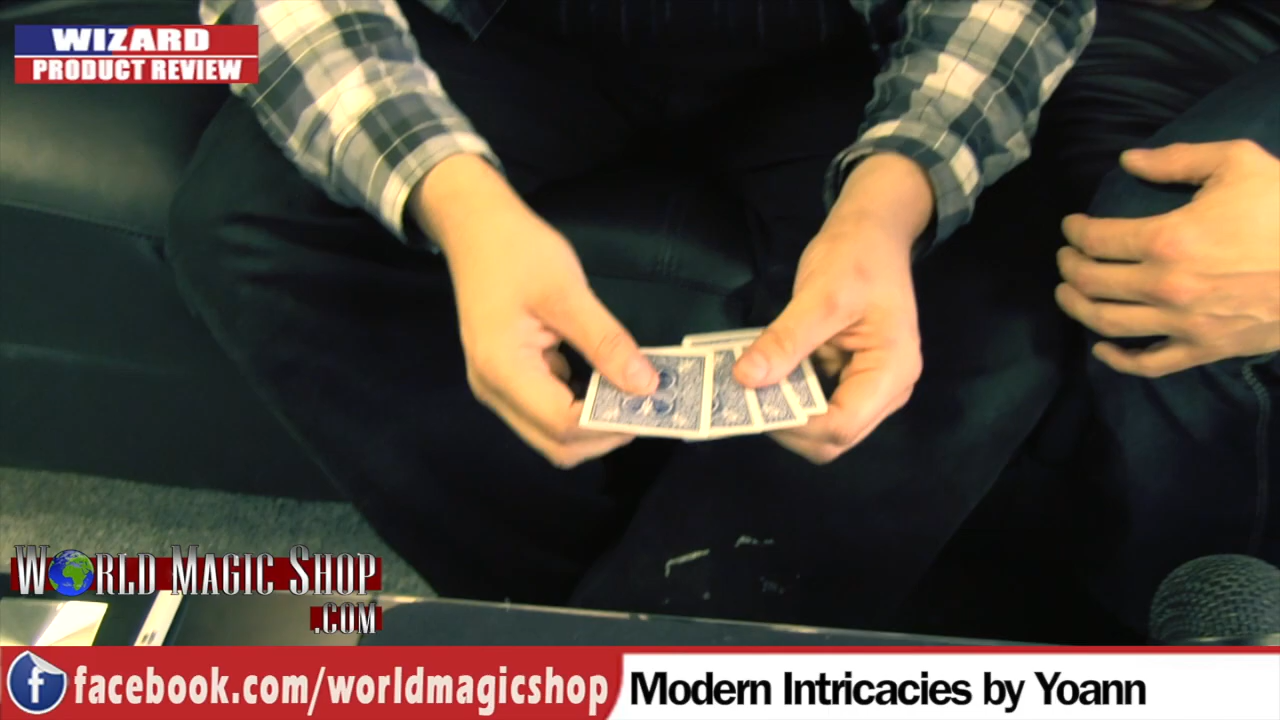 WIZARD
PRODUCT REVIEW
WORLD MAGIC SHOP
.COM
f facebook.com/worldmagicshop
Modern Intricacies by Yoann